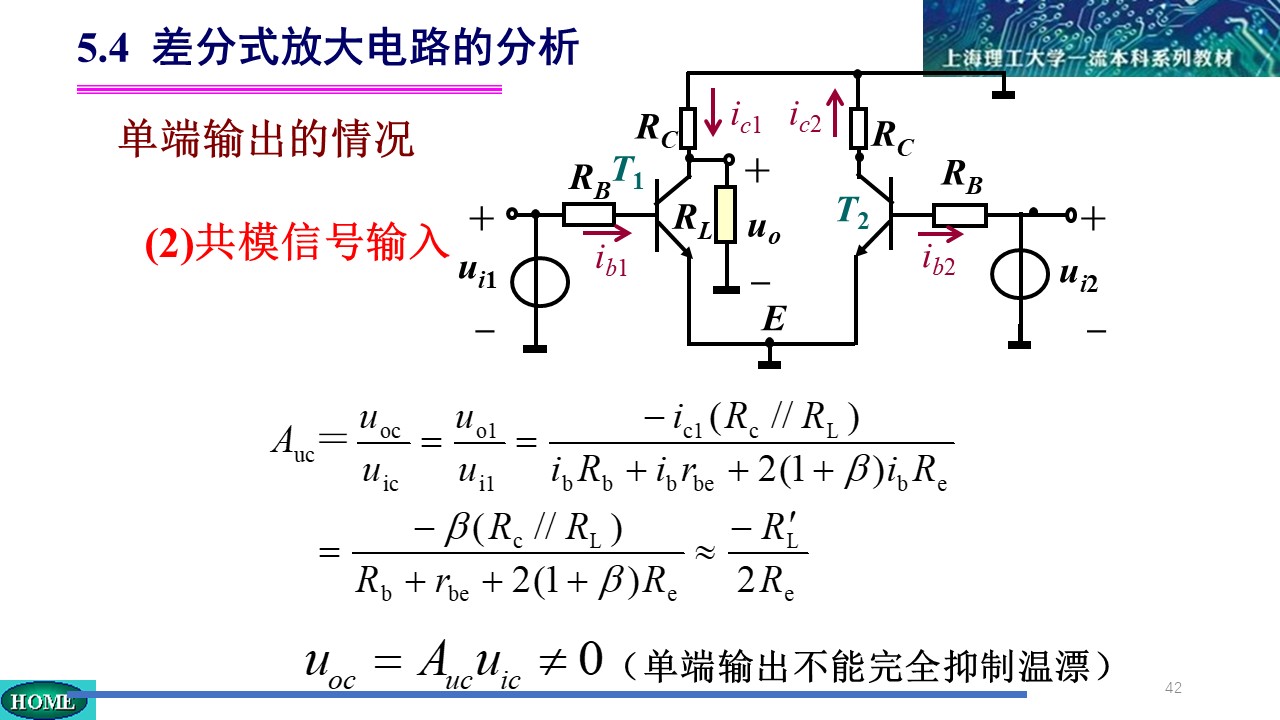 5.4 差分式放大电路的分析
上海理工大学一流本科系列教材
单端输出的情况
(2)共模信号输入
R_C
i_c1
i_c2
R_C
R_B
T_1
R_L
+
u_o
−
T_2
R_B
+
u_i1
−
i_b1
i_b2
+
u_i2
−
E
A_uc = u_oc / u_ic = u_o1 / u_i1 = −i_c1(R_c // R_L) / (i_b R_b + i_b r_be + 2(1+β)i_b R_e)
= −β(R_c // R_L) / (R_b + r_be + 2(1+β)R_e) ≈ −R′_L / 2R_e
u_oc = A_uc u_ic ≠ 0（单端输出不能完全抑制温漂）
HOME
42